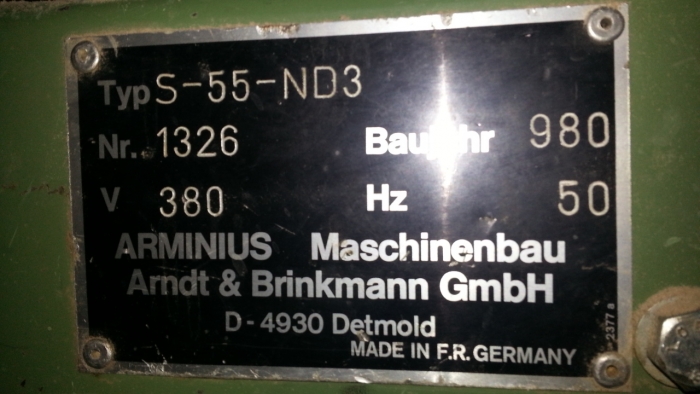 Typ S-55-ND3
Nr.. 1326 Baujahr 980
V 380 Hz 50
ARMINIUS Maschinenbau
Arndt & Brinkmann GmbH
D-4930 Detmold
MADE IN F.R. GERMANY
2377 a